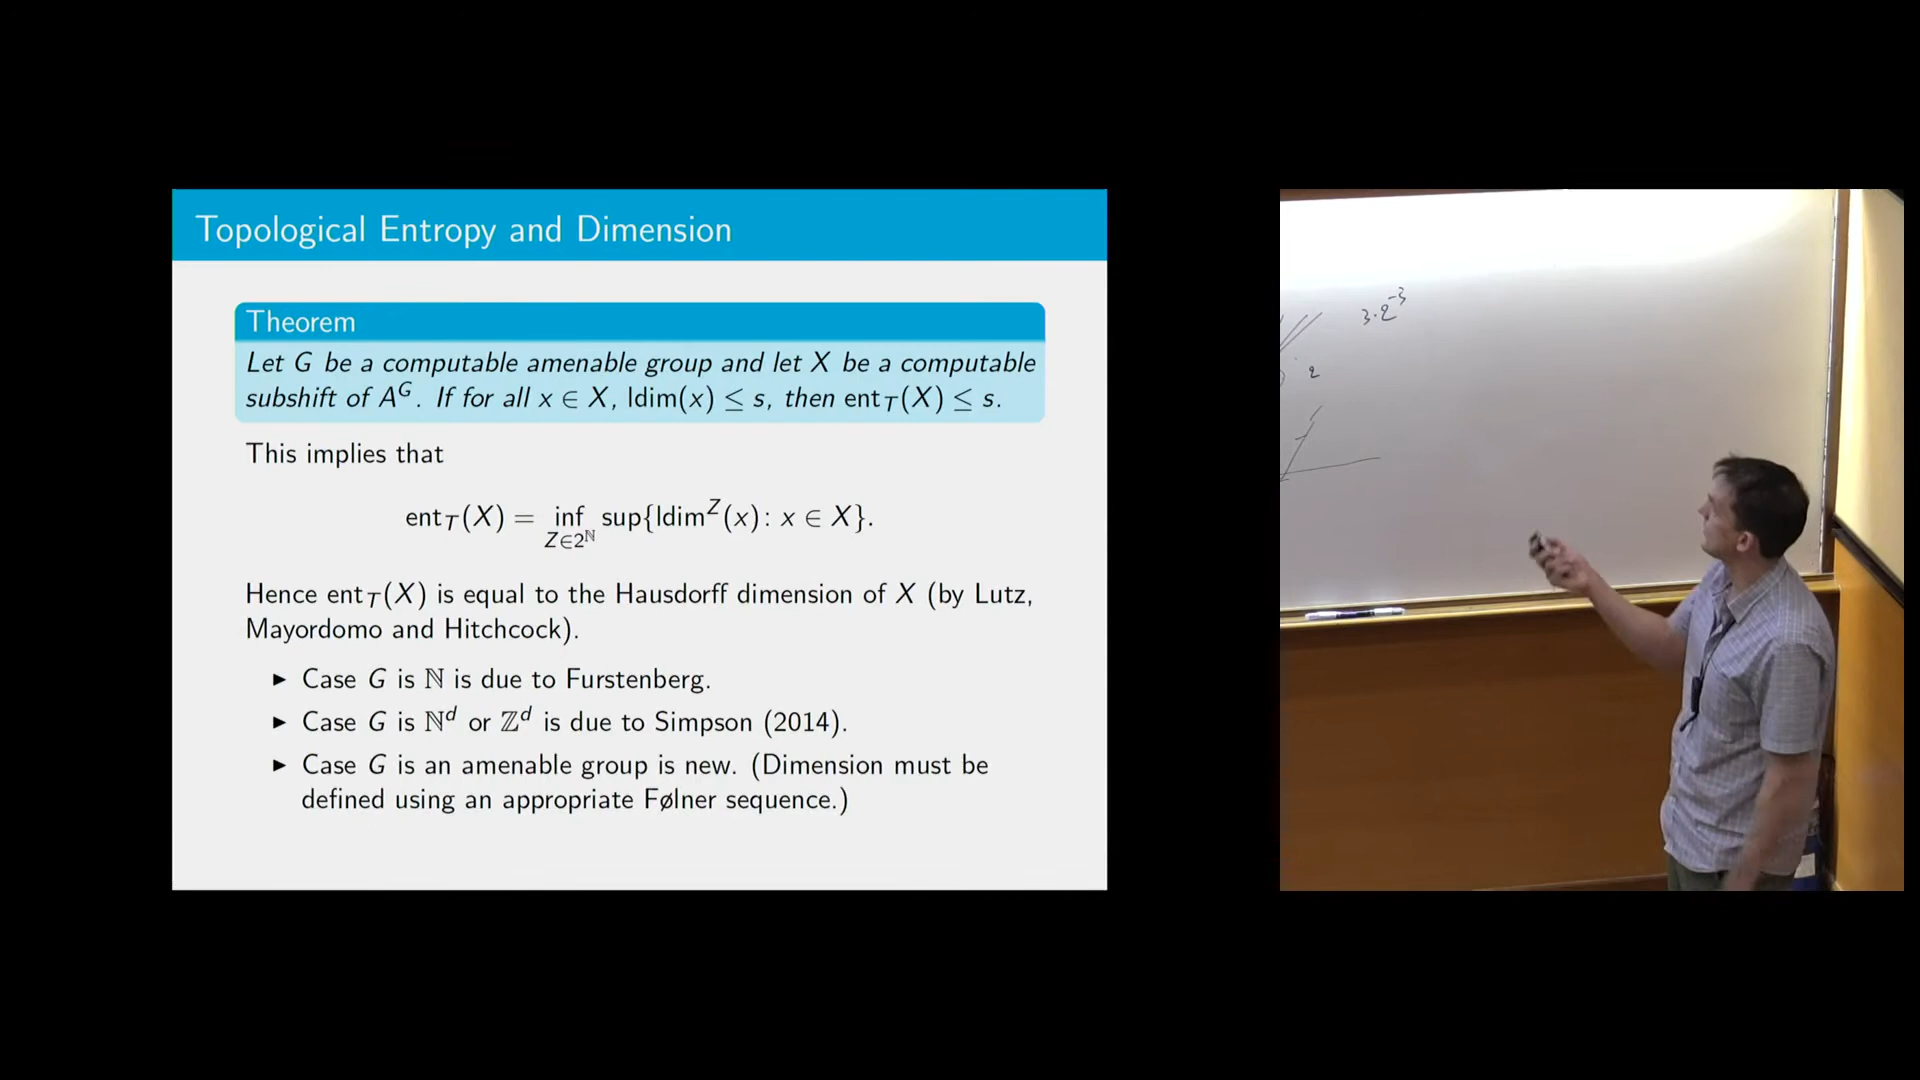 Topological Entropy and Dimension
Theorem
Let G be a computable amenable group and let X be a computable
subshift of A^G. If for all x ∈ X, ldim(x) ≤ s, then ent_T(X) ≤ s.
This implies that
ent_T(X) = inf_{Z∈2^ℕ} sup{ldim^Z(x): x ∈ X}.
Hence ent_T(X) is equal to the Hausdorff dimension of X (by Lutz,
Mayordomo and Hitchcock).
▶ Case G is ℕ is due to Furstenberg.
▶ Case G is ℕ^d or ℤ^d is due to Simpson (2014).
▶ Case G is an amenable group is new. (Dimension must be
defined using an appropriate Følner sequence.)
3·2^-3
2